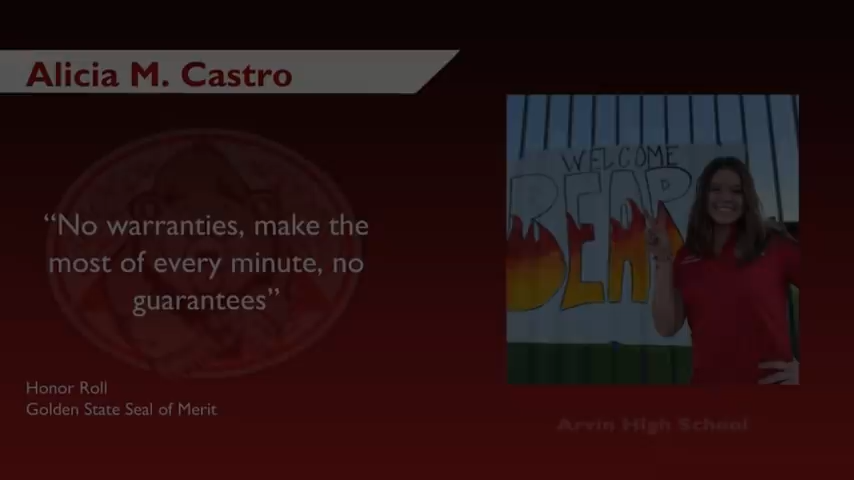 Alicia M. Castro
“No warranties, make the
most of every minute, no
guarantees”
Honor Roll
Golden State Seal of Merit
WELCOME
BEAR
Arvin High School